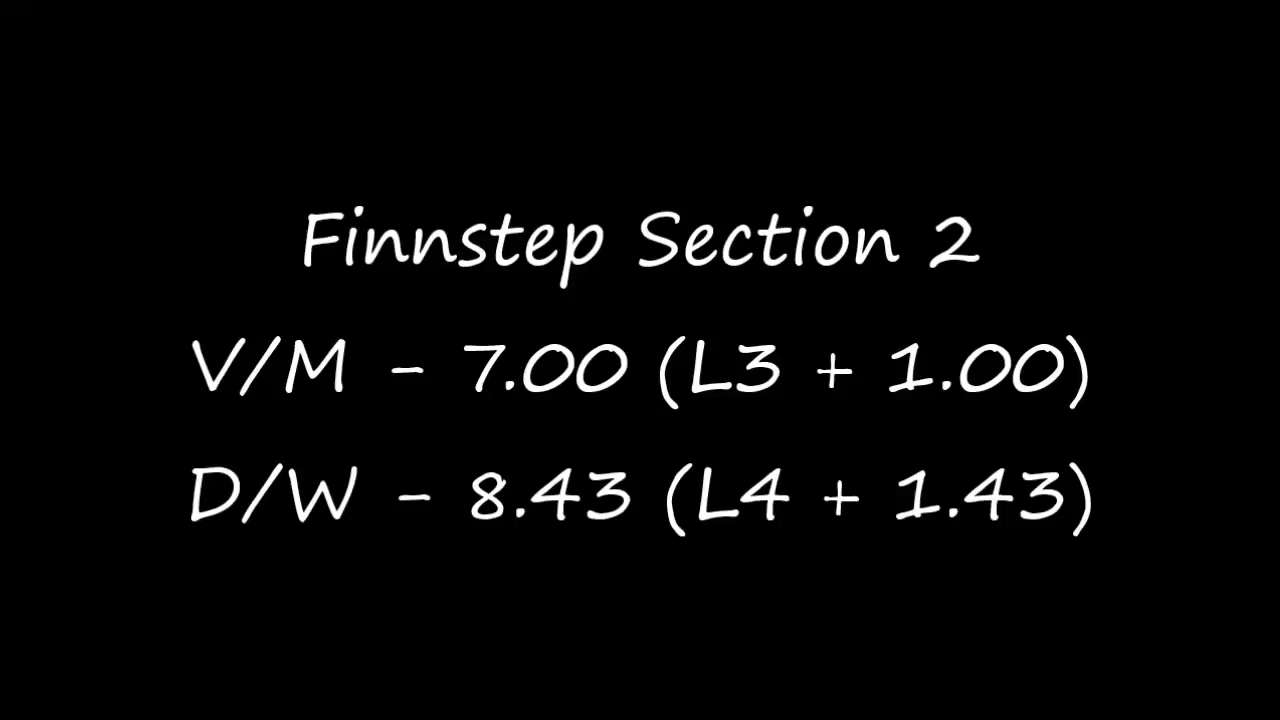 Finnstep Section 2
V/M - 7.00 (L3 + 1.00)
D/W - 8.43 (L4 + 1.43)